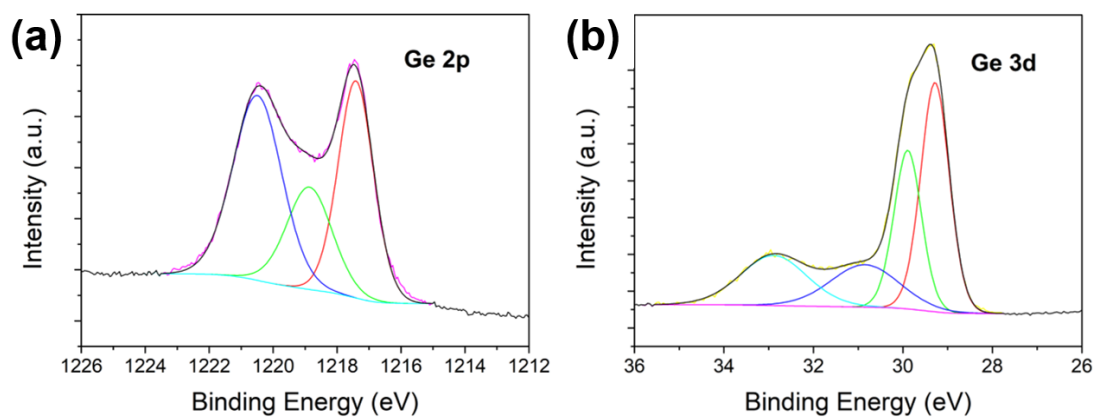 (a)
Ge 2p
Intensity (a.u.)
1226 1224 1222 1220 1218 1216 1214 1212
Binding Energy (eV)
(b)
Ge 3d
Intensity (a.u.)
36 34 32 30 28 26
Binding Energy (eV)